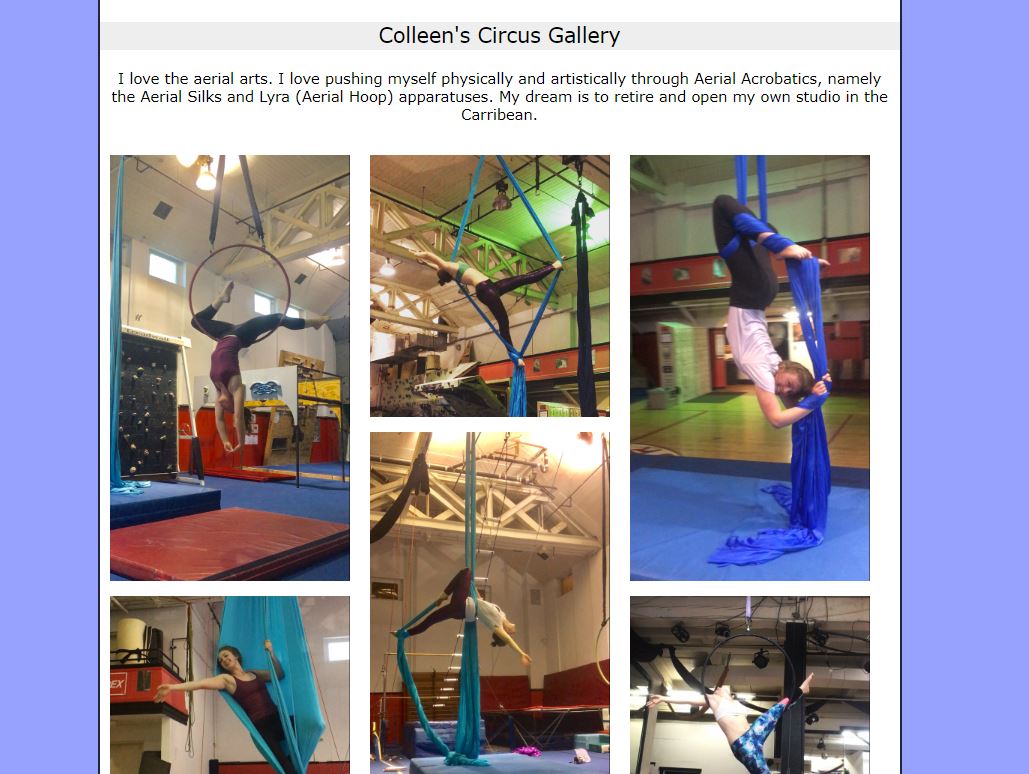 Colleen's Circus Gallery
I love the aerial arts. I love pushing myself physically and artistically through Aerial Acrobatics, namely
the Aerial Silks and Lyra (Aerial Hoop) apparatuses. My dream is to retire and open my own studio in the
Carribean.